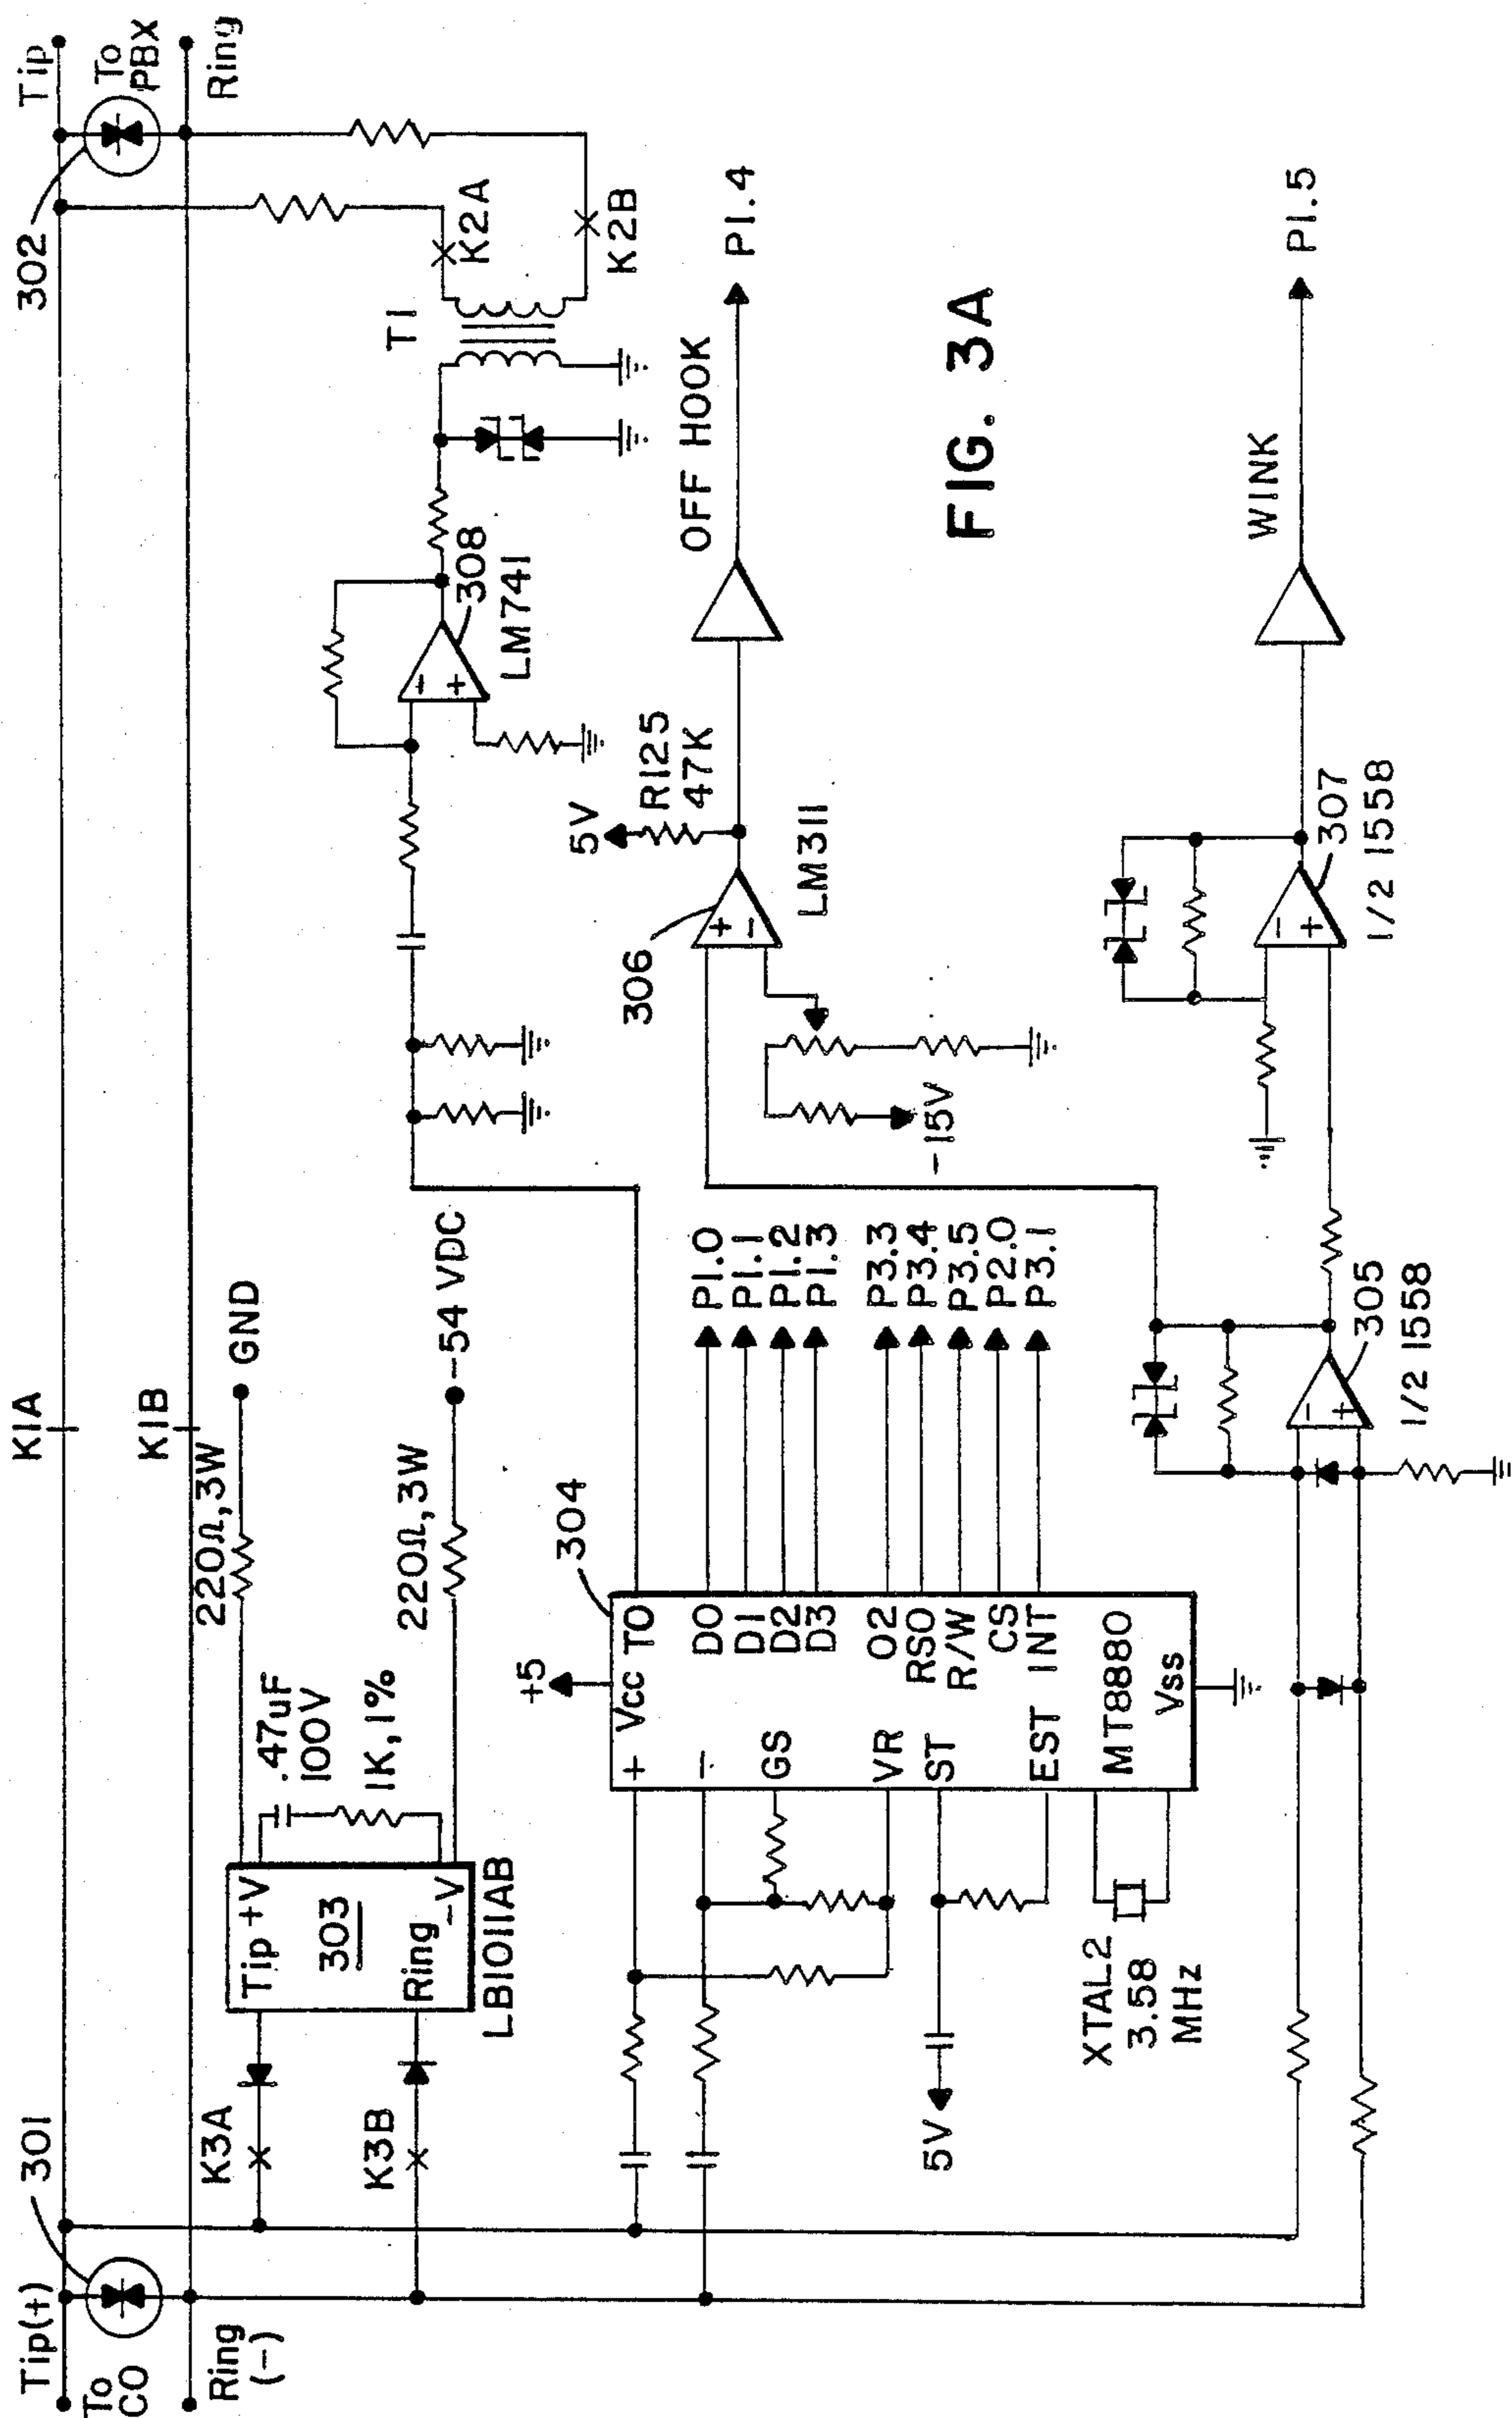 Tip
To
PBX
Ring
302
K2A
K2B
T1
P1.4
OFF HOOK
308
LM741
FIG. 3A
P1.5
WINK
5V
R125
47K
306
LM311
307
1/2 1558
-15V
K1A
K1B
GND
220Ω,3W
-54 VDC
220Ω,3W
.47uF
100V
1K,1%
Tip +V
303
Ring
-V
LB1011AB
K3A
K3B
301
Tip(+)
To
CO
Ring
(-)
304
+5
Vcc TO
+
-
GS
VR
ST
EST
D0
D1
D2
D3
O2
RSO
R/W
CS
INT
MT8880
Vss
P1.0
P1.1
P1.2
P1.3
P3.3
P3.4
P3.5
P2.0
P3.1
5V
XTAL2
3.58
MHz
305
1/2 1558